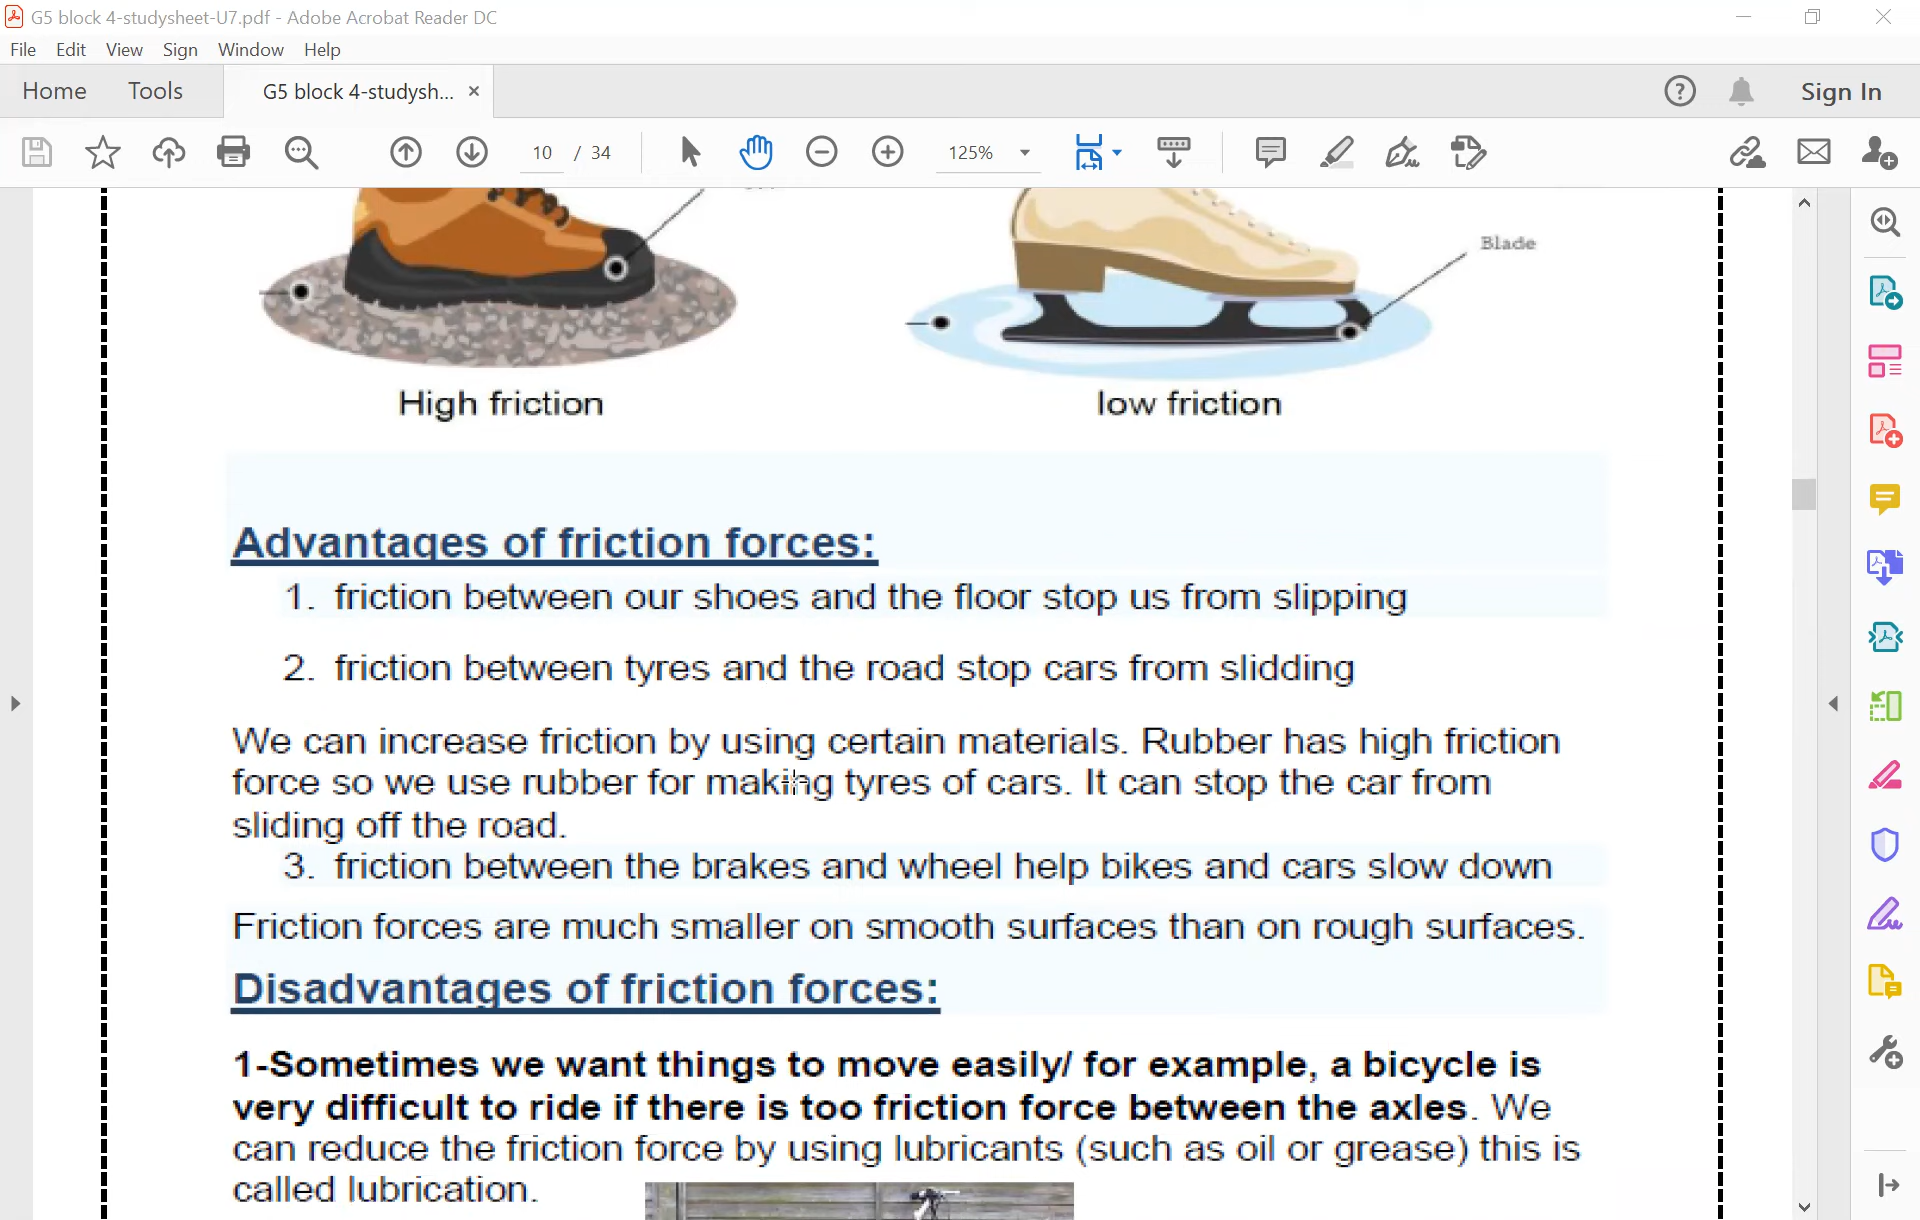 G5 block 4-studysheet-U7.pdf - Adobe Acrobat Reader DC
File Edit View Sign Window Help
Home Tools G5 block 4-studysh... × Sign In
10 / 34 125%
Blade
High friction low friction
Advantages of friction forces:
1. friction between our shoes and the floor stop us from slipping
2. friction between tyres and the road stop cars from slidding
We can increase friction by using certain materials. Rubber has high friction
force so we use rubber for making tyres of cars. It can stop the car from
sliding off the road.
3. friction between the brakes and wheel help bikes and cars slow down
Friction forces are much smaller on smooth surfaces than on rough surfaces.
Disadvantages of friction forces:
1-Sometimes we want things to move easily/ for example, a bicycle is
very difficult to ride if there is too friction force between the axles. We
can reduce the friction force by using lubricants (such as oil or grease) this is
called lubrication.